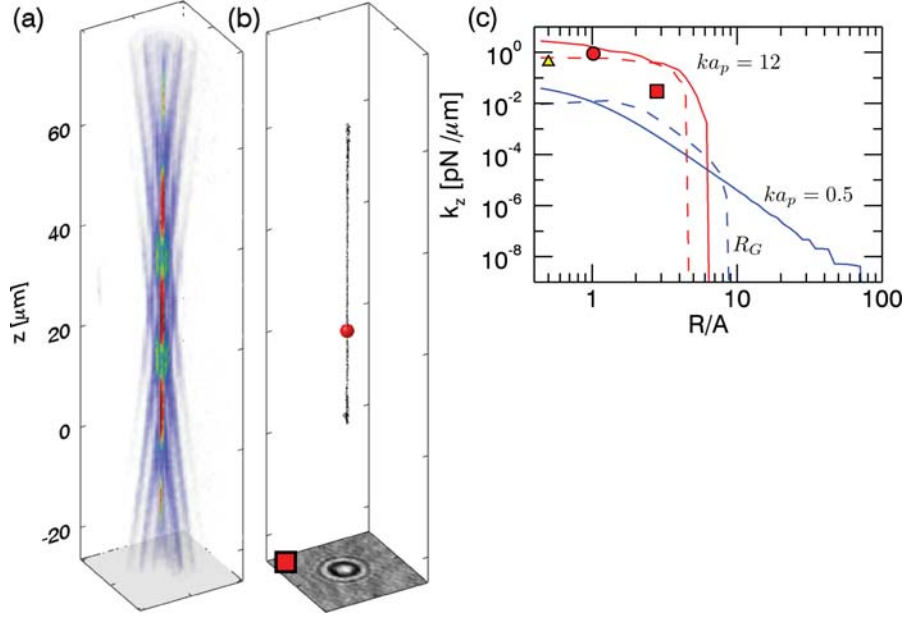 (a)
(b)
(c)
z [μm]
60
40
20
0
-20
k_z [pN /μm]
10^0
10^-2
10^-4
10^-6
10^-8
ka_p = 12
ka_p = 0.5
R_G
1
10
100
R/A